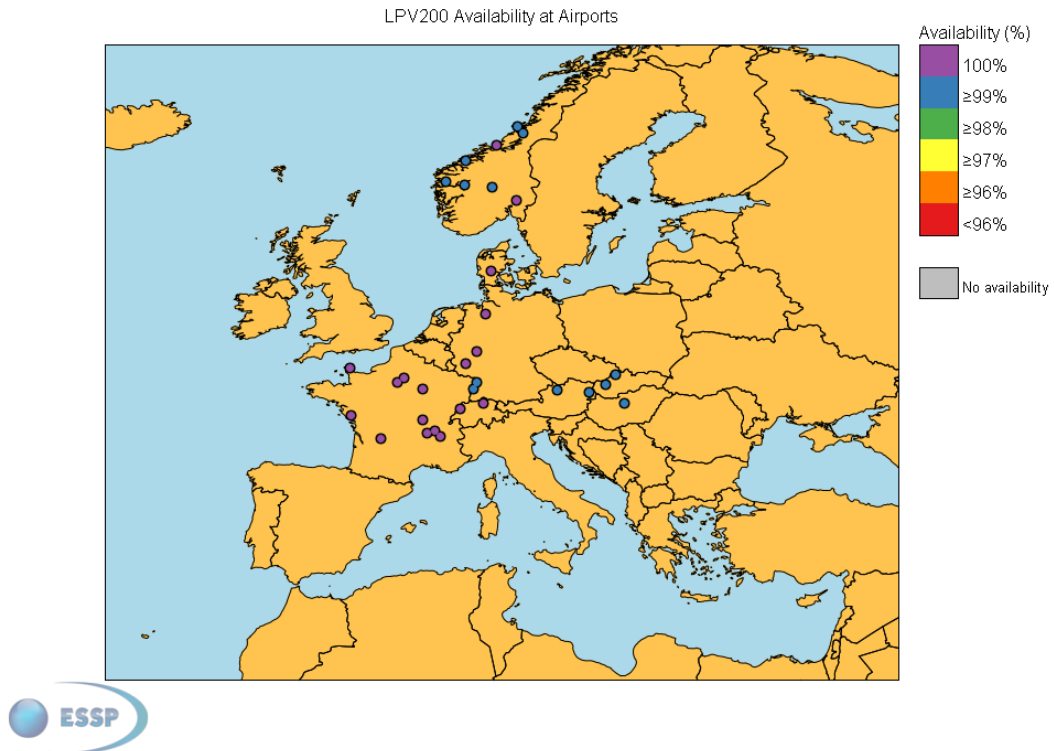 LPV200 Availability at Airports
Availability (%)
100%
≥99%
≥98%
≥97%
≥96%
<96%
No availability
ESSP